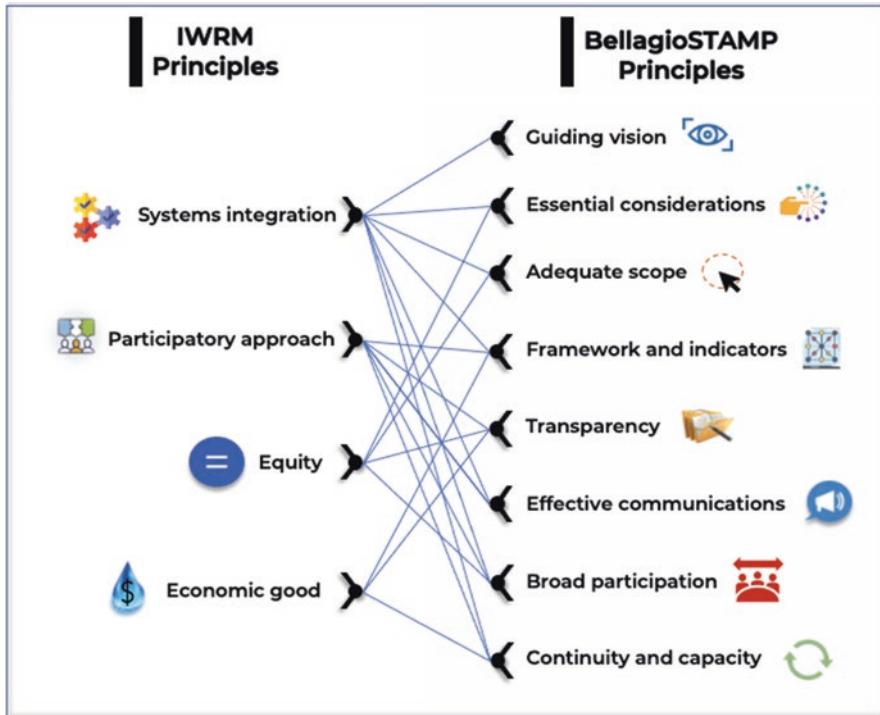 IWRM
Principles
BellagioSTAMP
Principles
Systems integration
Participatory approach
=
Equity
$
Economic good
Guiding vision
Essential considerations
Adequate scope
Framework and indicators
Transparency
Effective communications
Broad participation
Continuity and capacity